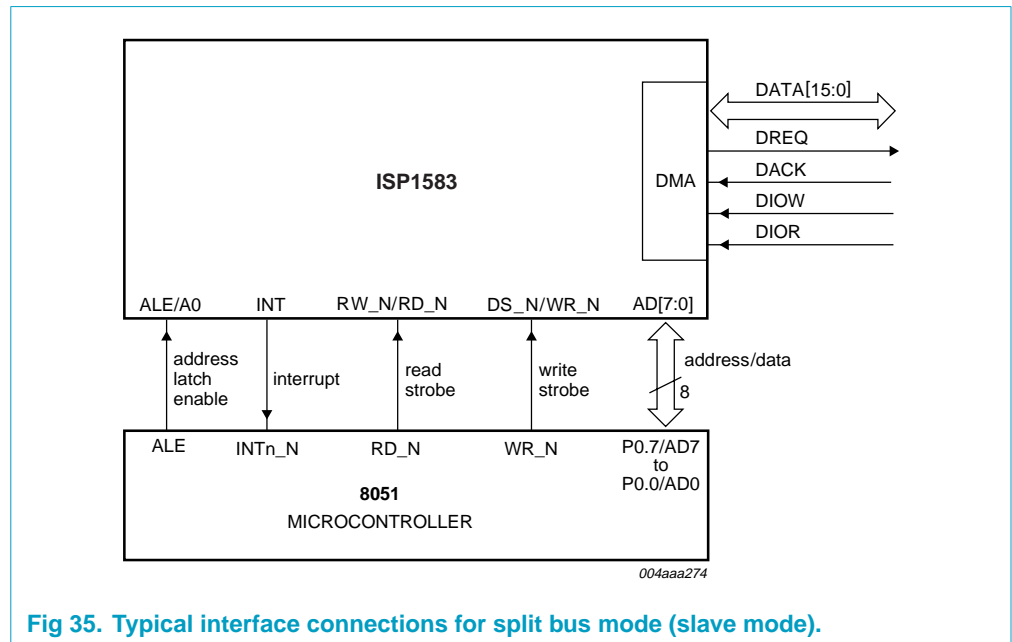 DATA[15:0]
DREQ
DACK
DIOW
DIOR
DMA
ISP1583
ALE/A0 INT RW_N/RD_N DS_N/WR_N AD[7:0]
address
latch
enable
interrupt
read
strobe
write
strobe
address/data
8
ALE INTn_N RD_N WR_N P0.7/AD7
to
P0.0/AD0
8051
MICROCONTROLLER
004aaa274
Fig 35. Typical interface connections for split bus mode (slave mode).